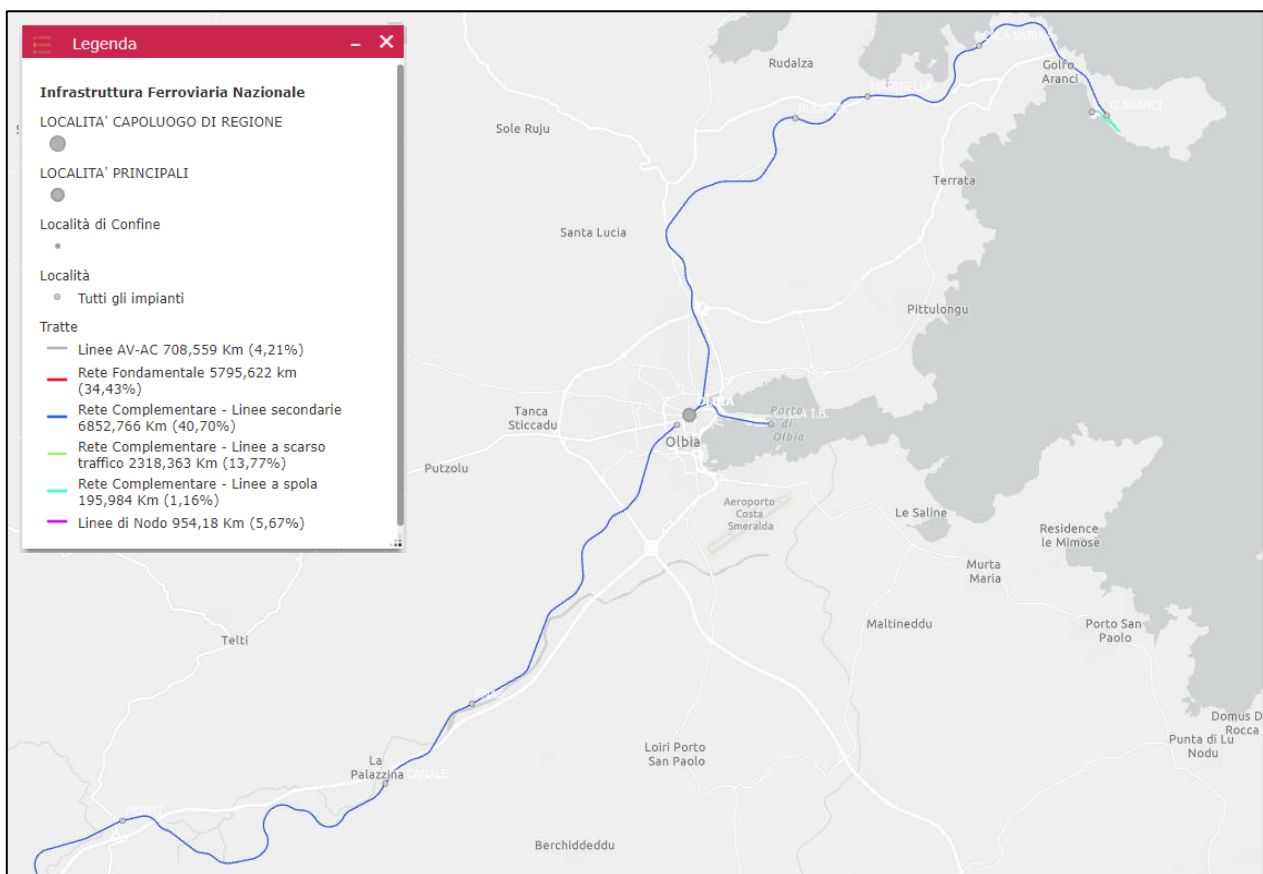 Legenda
Infrastruttura Ferroviaria Nazionale
LOCALITA' CAPOLUOGO DI REGIONE
LOCALITA' PRINCIPALI
Località di Confine
Località
Tutti gli impianti
Tratte
Linee AV-AC 708,559 Km (4,21%)
Rete Fondamentale 5795,622 km
(34,43%)
Rete Complementare - Linee secondarie
6852,766 Km (40,70%)
Rete Complementare - Linee a scarso
traffico 2318,363 Km (13,77%)
Rete Complementare - Linee a spola
195,984 Km (1,16%)
Linee di Nodo 954,18 Km (5,67%)
Rudalza
Golfo
Aranci
G.ARANCI
MARINELLA
Sole Ruju
Terrata
Santa Lucia
Pittulongu
Tanca
Sticcadu
OLBIA
Porto
di
Olbia
Olbia
Putzolu
Aeroporto
Costa
Smeralda
Le Saline
Residence
le Mimose
Murta
Maria
Telti
Maltineddu
Porto San
Paolo
Domus D
Rocca
Punta di Lu
Nodu
Loiri Porto
San Paolo
La
Palazzina
CANALE
MONTI
Berchiddeddu